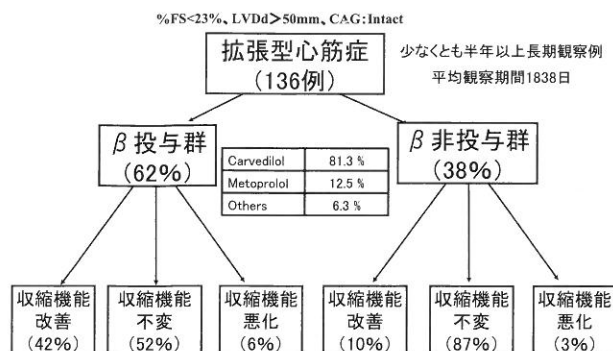 %FS<23%、LVDd>50mm、CAG:Intact
拡張型心筋症
(136例)
少なくとも半年以上長期観察例
平均観察期間1838日
β投与群
(62%)
Carvedilol 81.3 %
Metoprolol 12.5 %
Others 6.3 %
β非投与群
(38%)
収縮機能
改善
(42%)
収縮機能
不変
(52%)
収縮機能
悪化
(6%)
収縮機能
改善
(10%)
収縮機能
不変
(87%)
収縮機能
悪化
(3%)